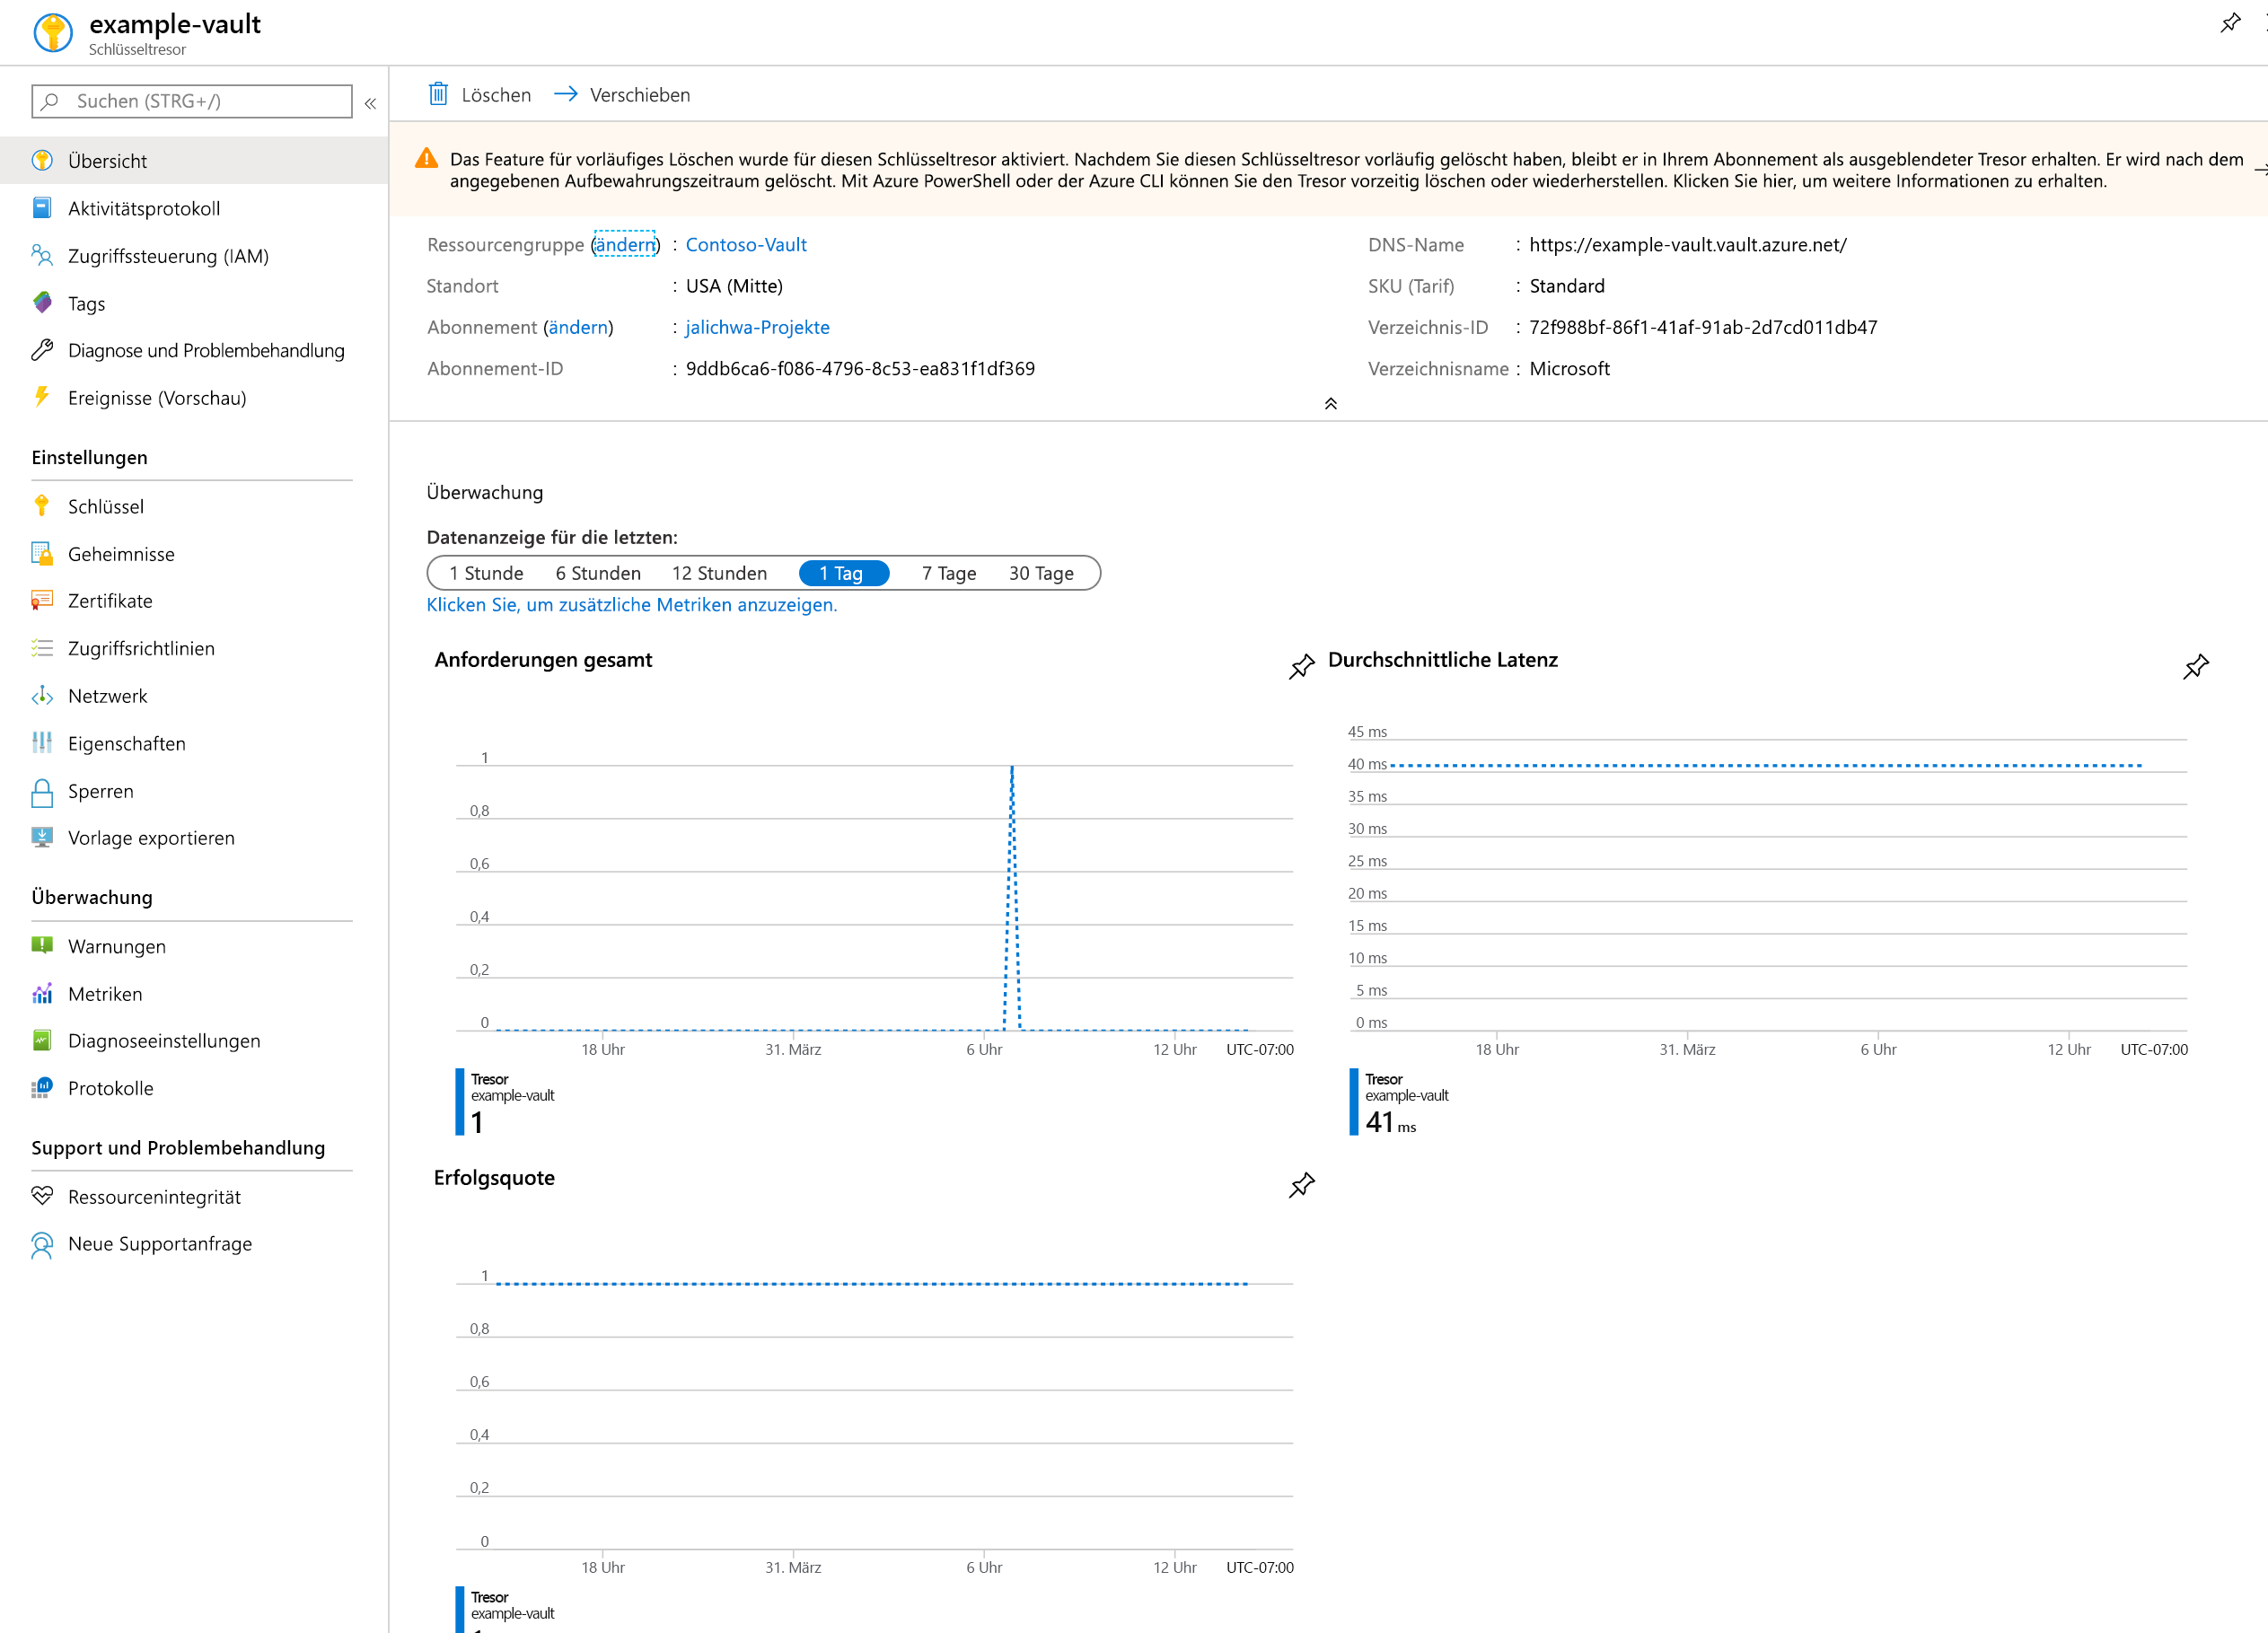 example-vault
Schlüsseltresor
Suchen (STRG+/)
«
Übersicht
Aktivitätsprotokoll
Zugriffssteuerung (IAM)
Tags
Diagnose und Problembehandlung
Ereignisse (Vorschau)
Einstellungen
Schlüssel
Geheimnisse
Zertifikate
Zugriffsrichtlinien
Netzwerk
Eigenschaften
Sperren
Vorlage exportieren
Überwachung
Warnungen
Metriken
Diagnoseeinstellungen
Protokolle
Support und Problembehandlung
Ressourcenintegrität
Neue Supportanfrage
Löschen → Verschieben
Das Feature für vorläufiges Löschen wurde für diesen Schlüsseltresor aktiviert. Nachdem Sie diesen Schlüsseltresor vorläufig gelöscht haben, bleibt er in Ihrem Abonnement als ausgeblendeter Tresor erhalten. Er wird nach dem
angegebenen Aufbewahrungszeitraum gelöscht. Mit Azure PowerShell oder der Azure CLI können Sie den Tresor vorzeitig löschen oder wiederherstellen. Klicken Sie hier, um weitere Informationen zu erhalten.
Ressourcengruppe (ändern) : Contoso-Vault
Standort : USA (Mitte)
Abonnement (ändern) : jalichwa-Projekte
Abonnement-ID : 9ddb6ca6-f086-4796-8c53-ea831f1df369
DNS-Name : https://example-vault.vault.azure.net/
SKU (Tarif) : Standard
Verzeichnis-ID : 72f988bf-86f1-41af-91ab-2d7cd011db47
Verzeichnisname : Microsoft
Überwachung
Datenanzeige für die letzten:
1 Stunde 6 Stunden 12 Stunden 1 Tag 7 Tage 30 Tage
Klicken Sie, um zusätzliche Metriken anzuzeigen.
Anforderungen gesamt
1
0,8
0,6
0,4
0,2
0
18 Uhr 31. März 6 Uhr 12 Uhr UTC-07:00
Tresor
example-vault
1
Durchschnittliche Latenz
45 ms
40 ms
35 ms
30 ms
25 ms
20 ms
15 ms
10 ms
5 ms
0 ms
18 Uhr 31. März 6 Uhr 12 Uhr UTC-07:00
Tresor
example-vault
41 ms
Erfolgsquote
1
0,8
0,6
0,4
0,2
0
18 Uhr 31. März 6 Uhr 12 Uhr UTC-07:00
Tresor
example-vault